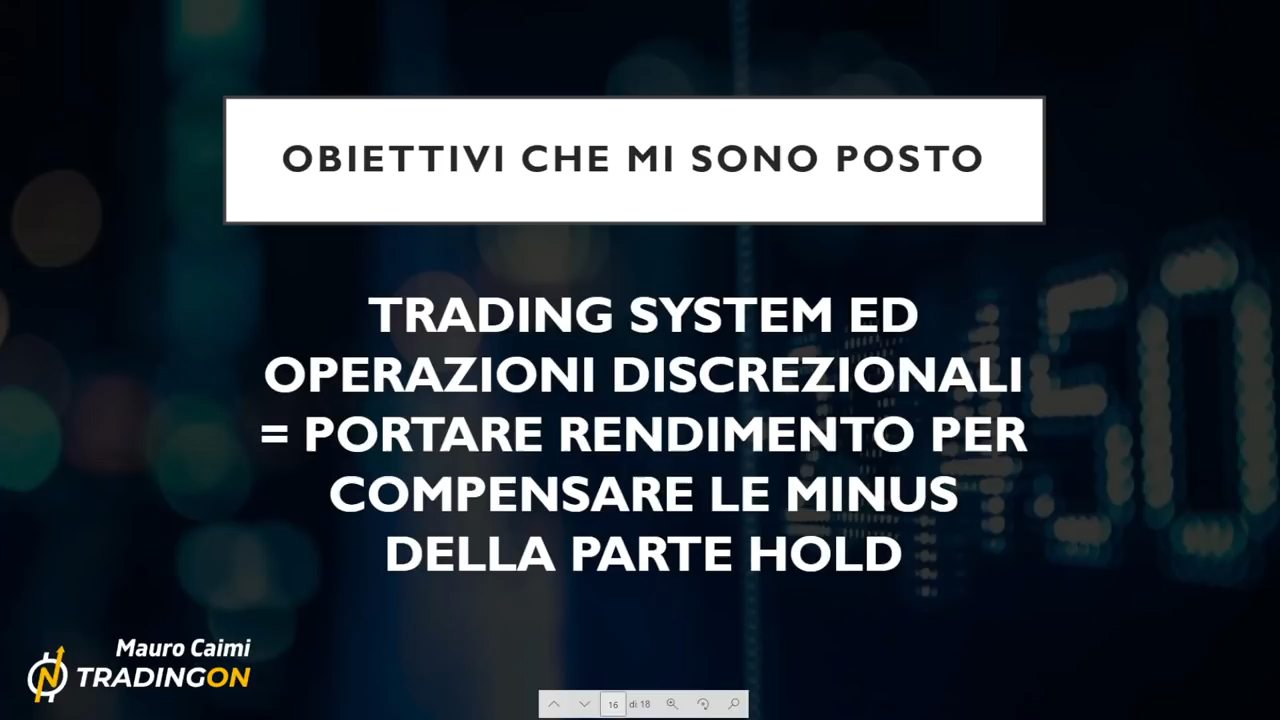 OBIETTIVI CHE MI SONO POSTO
TRADING SYSTEM ED
OPERAZIONI DISCREZIONALI
= PORTARE RENDIMENTO PER
COMPENSARE LE MINUS
DELLA PARTE HOLD
Mauro Caimi
TRADINGON
16 di 18